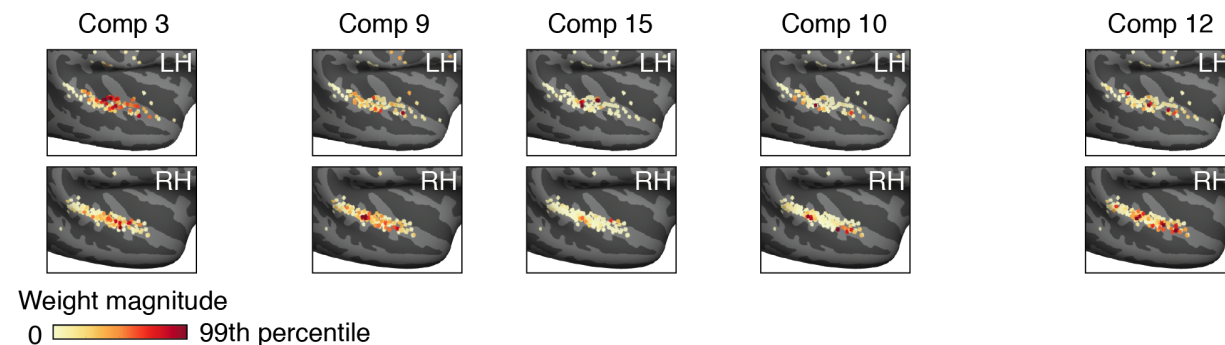 Comp 3 Comp 9 Comp 15 Comp 10 Comp 12
LH LH LH LH LH
RH RH RH RH RH
Weight magnitude
0 99th percentile